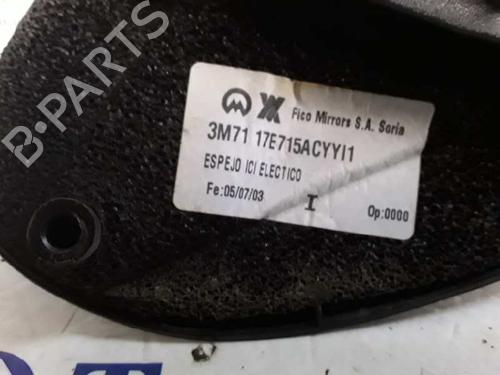 B-PARTS
Fico Mirrors S.A. Soria
3M71 17E715ACYYI1
ESPEJO ICI ELECTICO
Fe:05/07/03
I
Op:0000